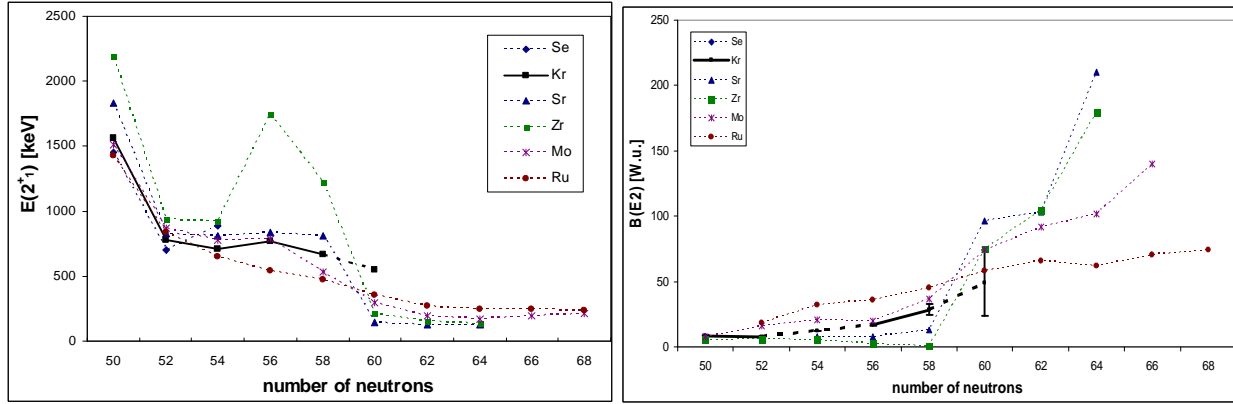 2500
2000
1500
1000
500
0
E(2⁺₁) [keV]
50 52 54 56 58 60 62 64 66 68
number of neutrons
Se
Kr
Sr
Zr
Mo
Ru
250
200
150
100
50
0
B(E2) [W.u.]
50 52 54 56 58 60 62 64 66 68
number of neutrons
Se
Kr
Sr
Zr
Mo
Ru